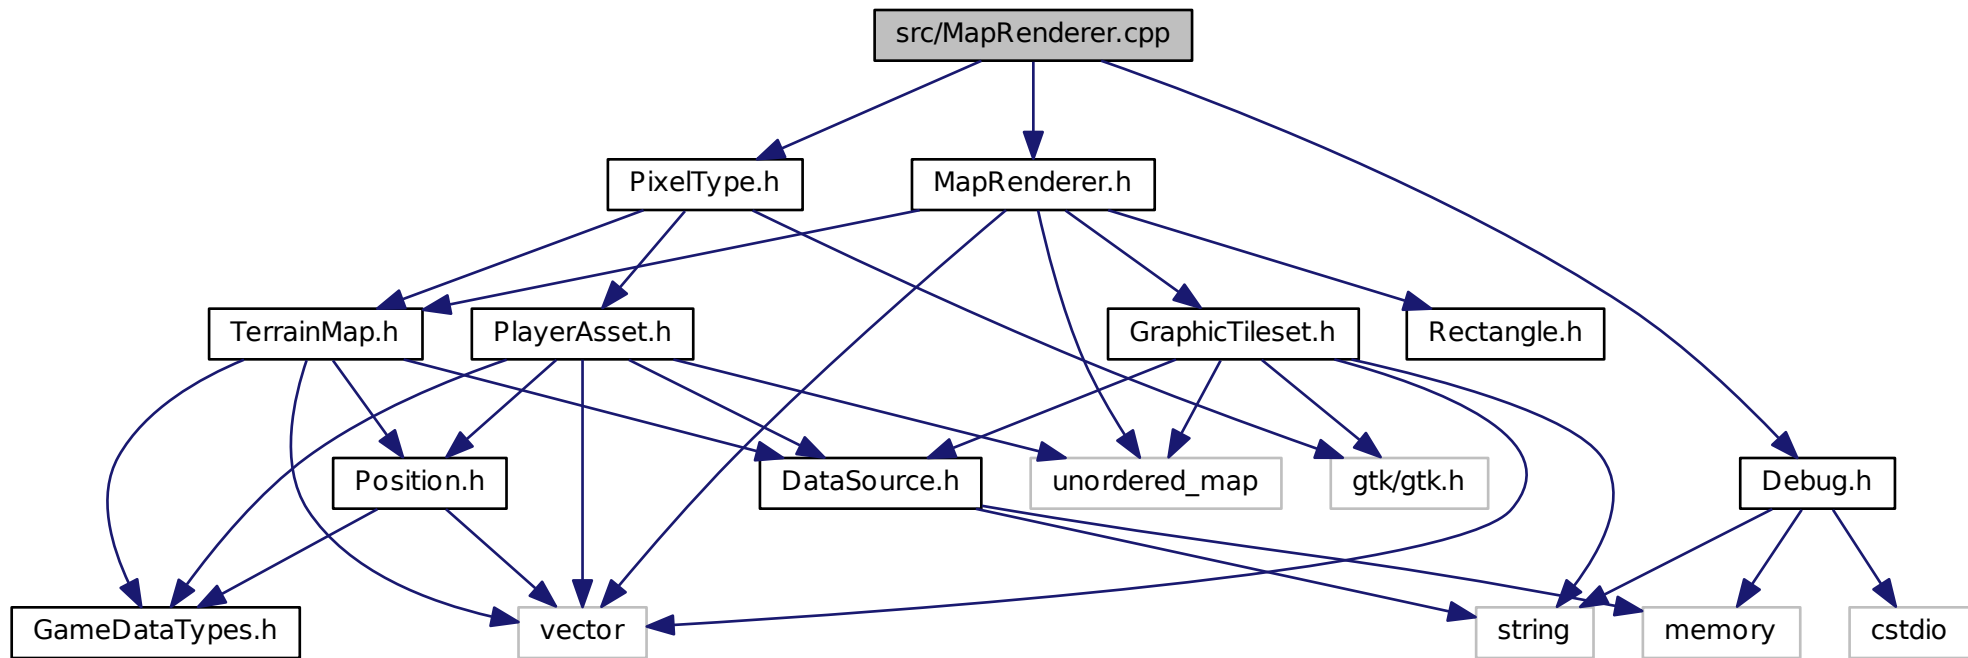 src/MapRenderer.cpp
PixelType.h
MapRenderer.h
TerrainMap.h
PlayerAsset.h
GraphicTileset.h
Rectangle.h
Position.h
DataSource.h
unordered_map
gtk/gtk.h
Debug.h
GameDataTypes.h
vector
string
memory
cstdio